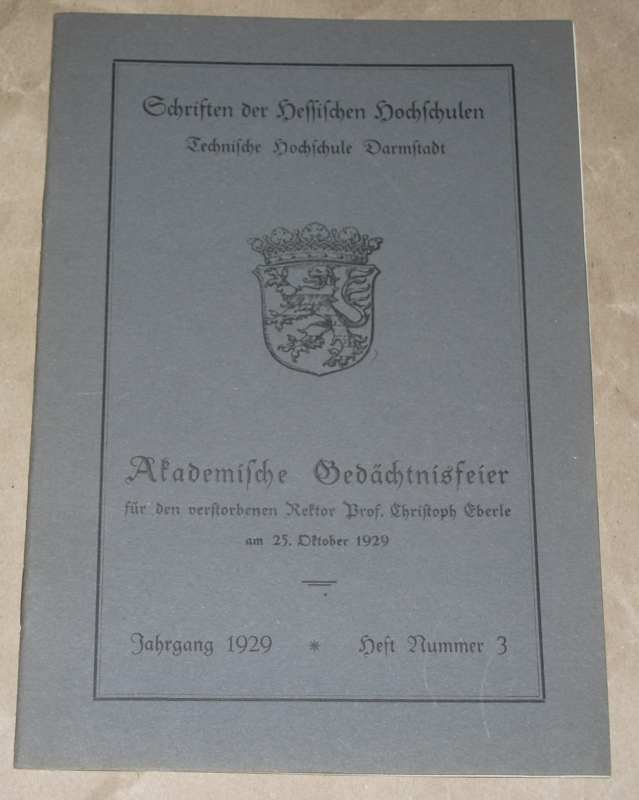 Schriften der Hessischen Hochschulen
Technische Hochschule Darmstadt
Akademische Gedächtnisfeier
für den verstorbenen Rektor Prof. Christoph Eberle
am 25. Oktober 1929
Jahrgang 1929 * Heft Nummer 3